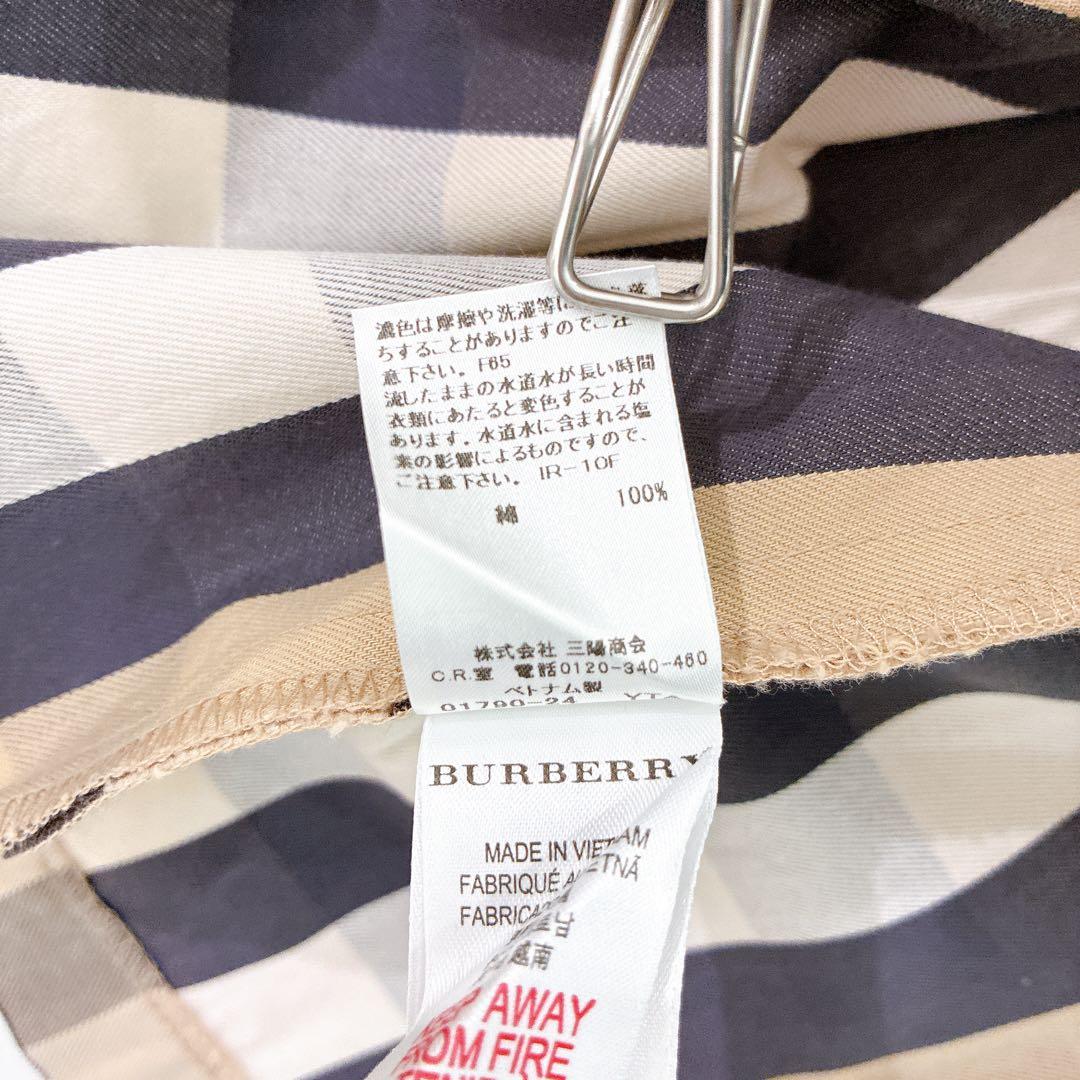 濃色は摩擦や洗濯等に 色落
ちすることがありますのでご注
意下さい。F65
流したままの水道水が長い時間
衣類にあたると変色することが
あります。水道水に含まれる塩
素の影響によるものですので、
ご注意下さい。 IR-10F
綿 100%
株式会社 三陽商会
C.R.室 電話0120-340-460
ベトナム製
01790-24
BURBERRY
MADE IN VIETNAM
FABRIQUÉ
越南
AWAY
FROM FIRE